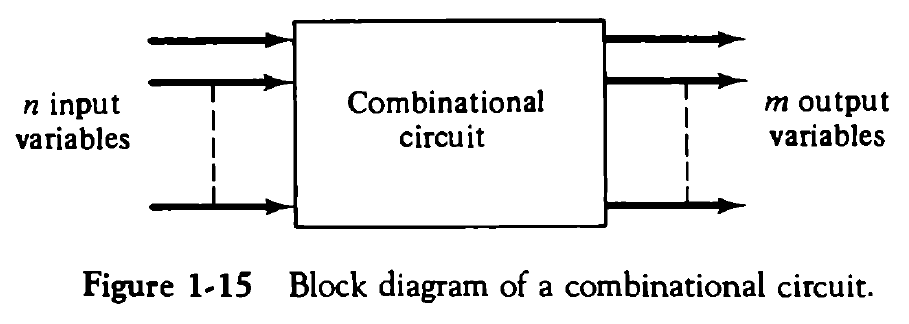 n input
variables
Combinational
circuit
m output
variables
Figure 1-15 Block diagram of a combinational circuit.